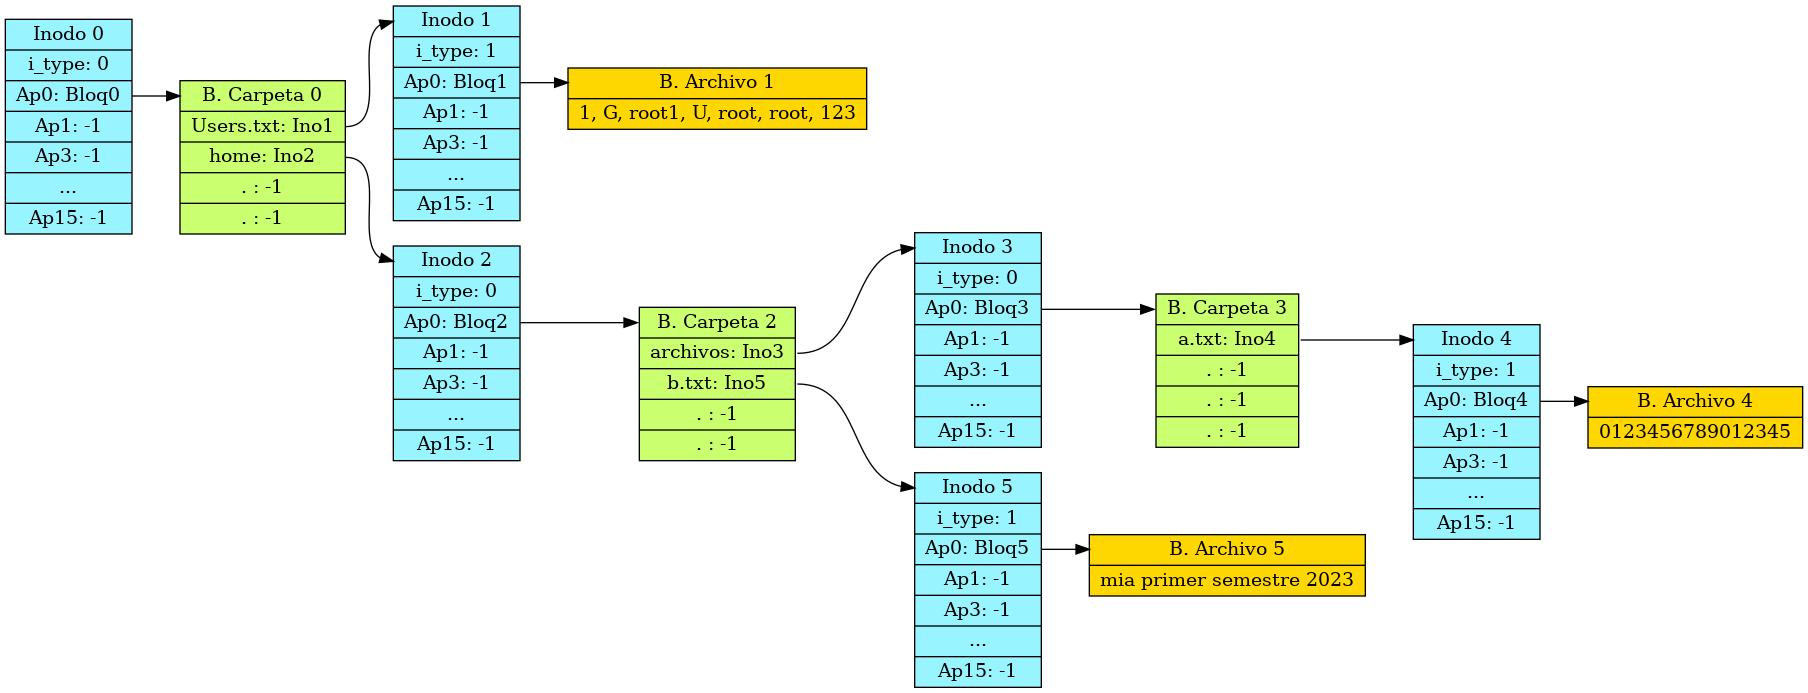 Inodo 0
i_type: 0
Ap0: Bloq0
Ap1: -1
Ap3: -1
...
Ap15: -1
B. Carpeta 0
Users.txt: Ino1
home: Ino2
. : -1
. : -1
Inodo 1
i_type: 1
Ap0: Bloq1
Ap1: -1
Ap3: -1
...
Ap15: -1
B. Archivo 1
1, G, root1, U, root, root, 123
Inodo 2
i_type: 0
Ap0: Bloq2
Ap1: -1
Ap3: -1
...
Ap15: -1
B. Carpeta 2
archivos: Ino3
b.txt: Ino5
. : -1
. : -1
Inodo 3
i_type: 0
Ap0: Bloq3
Ap1: -1
Ap3: -1
...
Ap15: -1
B. Carpeta 3
a.txt: Ino4
. : -1
. : -1
. : -1
Inodo 4
i_type: 1
Ap0: Bloq4
Ap1: -1
Ap3: -1
...
Ap15: -1
B. Archivo 4
0123456789012345
Inodo 5
i_type: 1
Ap0: Bloq5
Ap1: -1
Ap3: -1
...
Ap15: -1
B. Archivo 5
mia primer semestre 2023